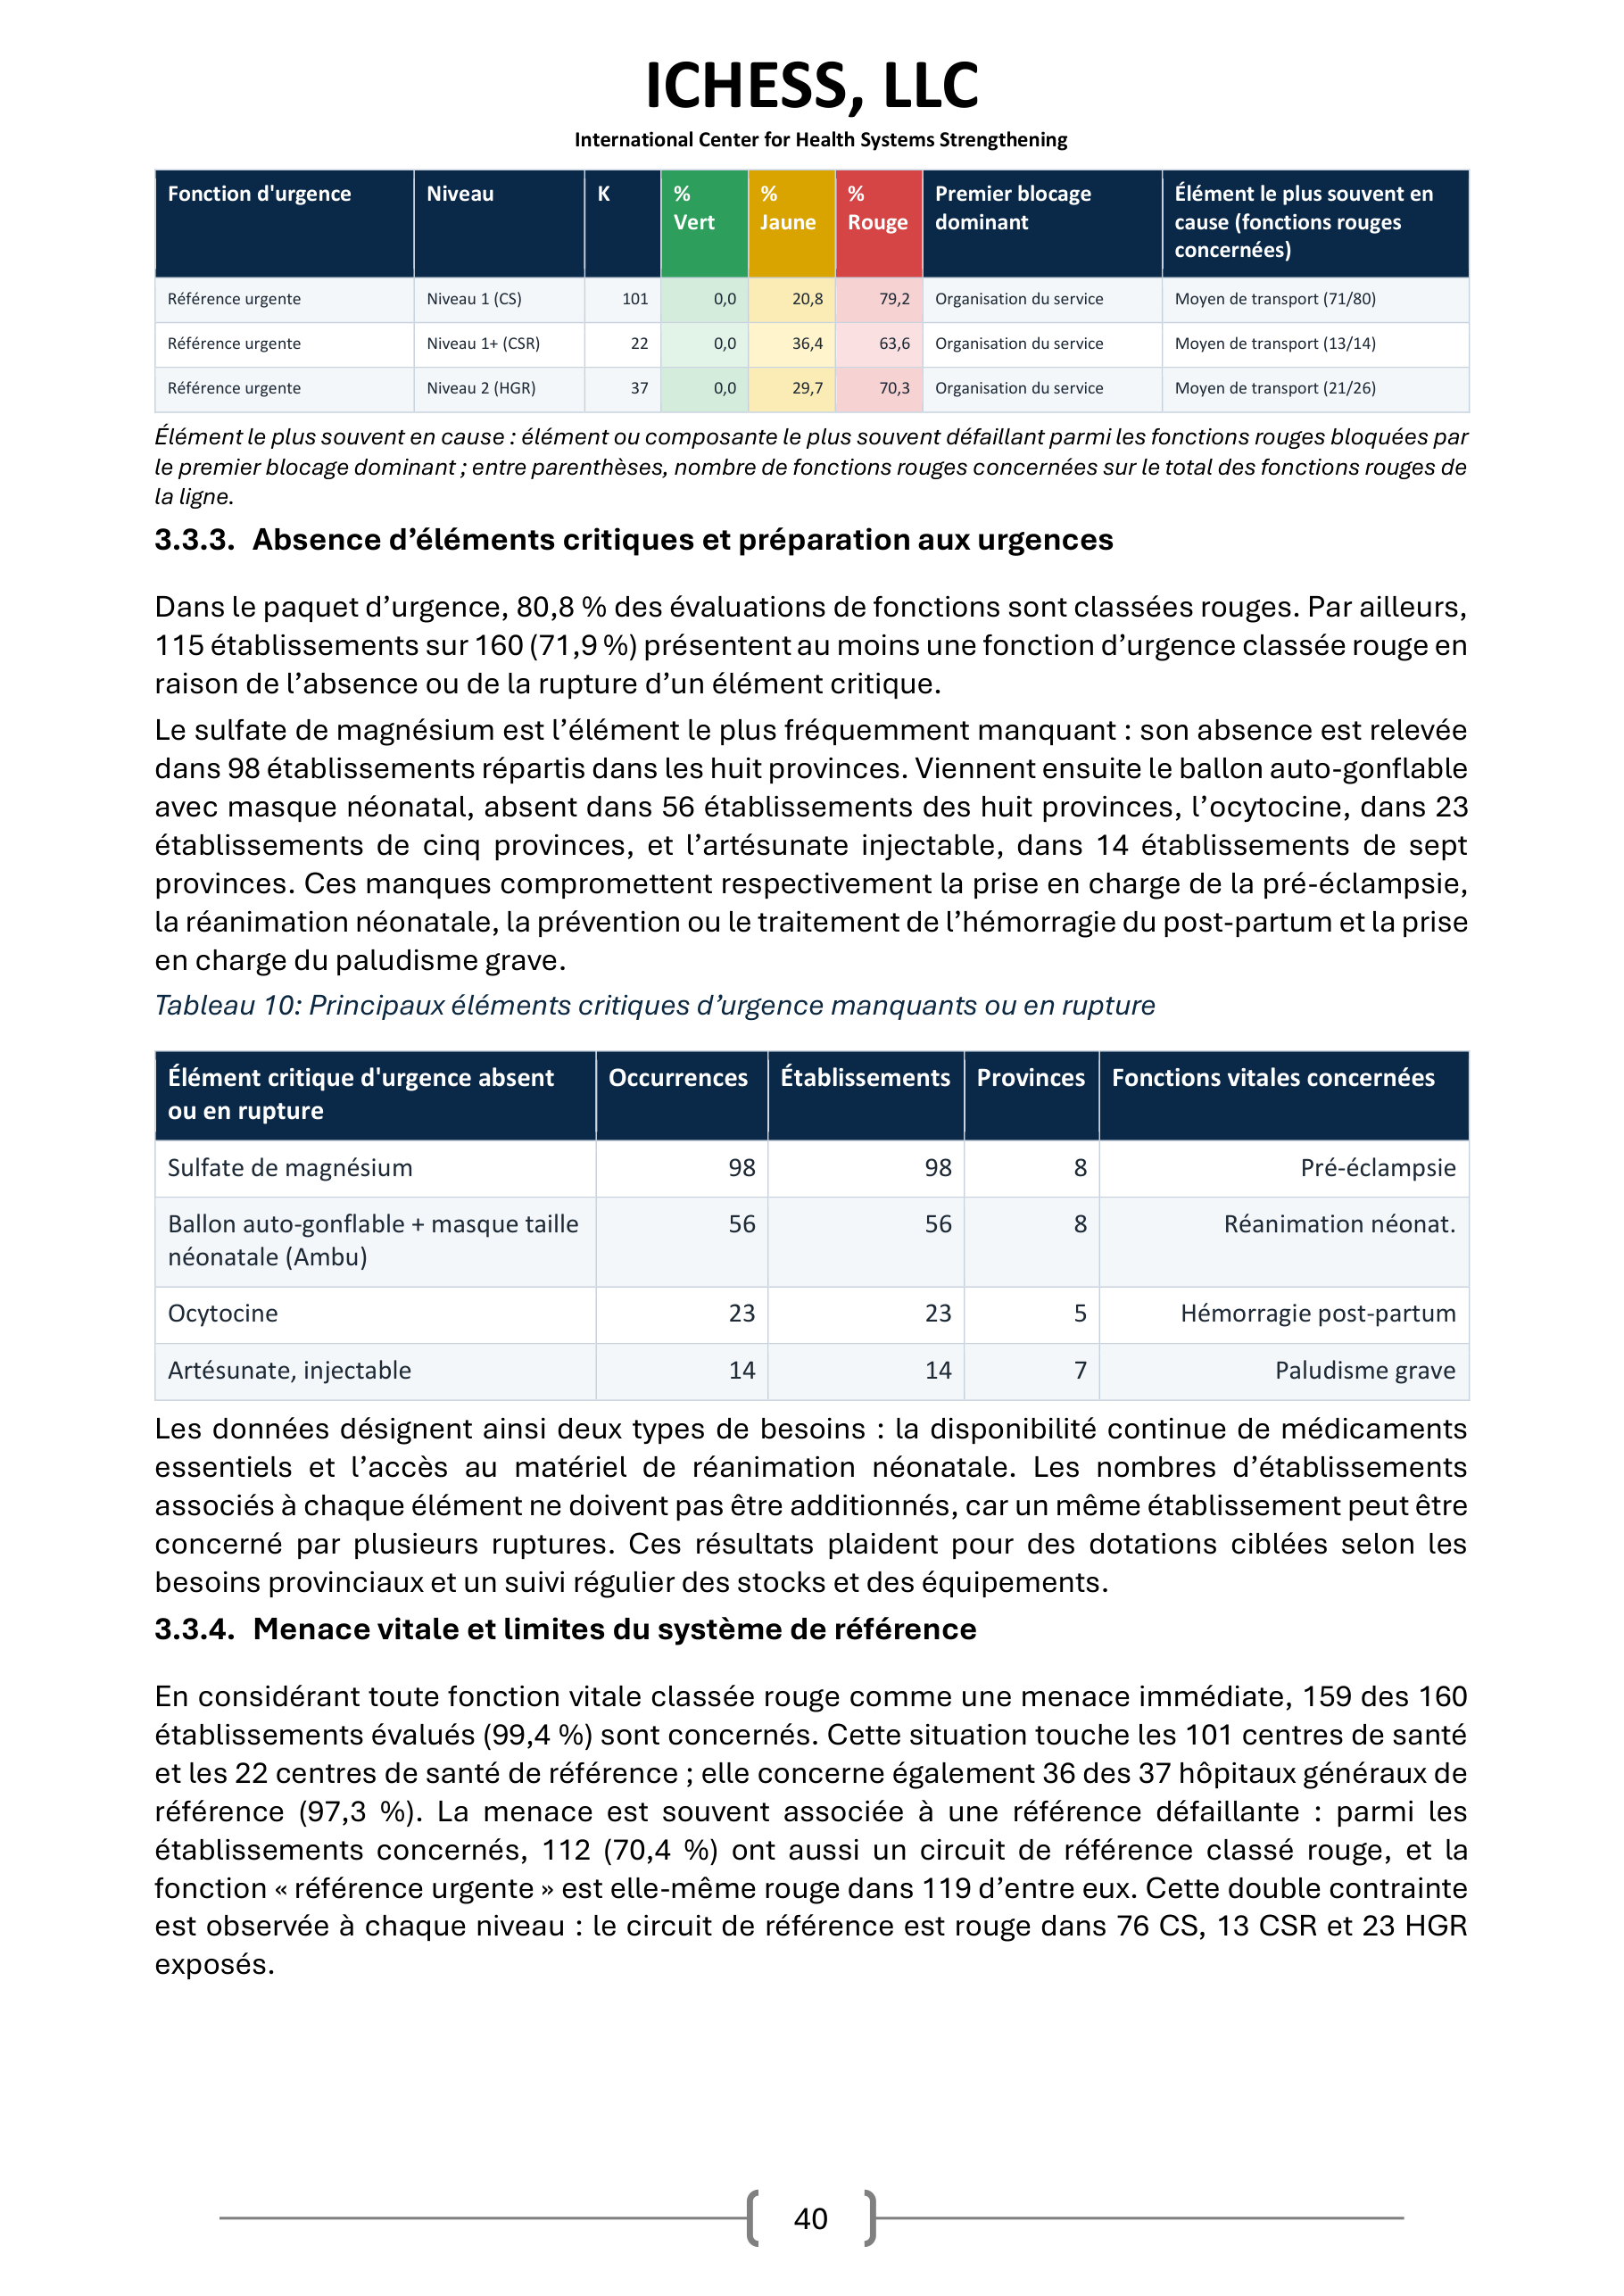 ICHESS, LLC
International Center for Health Systems Strengthening
Fonction d'urgence Niveau K % Vert % Jaune % Rouge Premier blocage dominant Élément le plus souvent en cause (fonctions rouges concernées)
Référence urgente Niveau 1 (CS) 101 0,0 20,8 79,2 Organisation du service Moyen de transport (71/80)
Référence urgente Niveau 1+ (CSR) 22 0,0 36,4 63,6 Organisation du service Moyen de transport (13/14)
Référence urgente Niveau 2 (HGR) 37 0,0 29,7 70,3 Organisation du service Moyen de transport (21/26)
Élément le plus souvent en cause : élément ou composante le plus souvent défaillant parmi les fonctions rouges bloquées par
le premier blocage dominant ; entre parenthèses, nombre de fonctions rouges concernées sur le total des fonctions rouges de
la ligne.
3.3.3. Absence d’éléments critiques et préparation aux urgences
Dans le paquet d’urgence, 80,8 % des évaluations de fonctions sont classées rouges. Par ailleurs,
115 établissements sur 160 (71,9 %) présentent au moins une fonction d’urgence classée rouge en
raison de l’absence ou de la rupture d’un élément critique.
Le sulfate de magnésium est l’élément le plus fréquemment manquant : son absence est relevée
dans 98 établissements répartis dans les huit provinces. Viennent ensuite le ballon auto-gonflable
avec masque néonatal, absent dans 56 établissements des huit provinces, l’ocytocine, dans 23
établissements de cinq provinces, et l’artésunate injectable, dans 14 établissements de sept
provinces. Ces manques compromettent respectivement la prise en charge de la pré-éclampsie,
la réanimation néonatale, la prévention ou le traitement de l’hémorragie du post-partum et la prise
en charge du paludisme grave.
Tableau 10: Principaux éléments critiques d’urgence manquants ou en rupture
Élément critique d'urgence absent ou en rupture Occurrences Établissements Provinces Fonctions vitales concernées
Sulfate de magnésium 98 98 8 Pré-éclampsie
Ballon auto-gonflable + masque taille néonatale (Ambu) 56 56 8 Réanimation néonat.
Ocytocine 23 23 5 Hémorragie post-partum
Artésunate, injectable 14 14 7 Paludisme grave
Les données désignent ainsi deux types de besoins : la disponibilité continue de médicaments
essentiels et l’accès au matériel de réanimation néonatale. Les nombres d’établissements
associés à chaque élément ne doivent pas être additionnés, car un même établissement peut être
concerné par plusieurs ruptures. Ces résultats plaident pour des dotations ciblées selon les
besoins provinciaux et un suivi régulier des stocks et des équipements.
3.3.4. Menace vitale et limites du système de référence
En considérant toute fonction vitale classée rouge comme une menace immédiate, 159 des 160
établissements évalués (99,4 %) sont concernés. Cette situation touche les 101 centres de santé
et les 22 centres de santé de référence ; elle concerne également 36 des 37 hôpitaux généraux de
référence (97,3 %). La menace est souvent associée à une référence défaillante : parmi les
établissements concernés, 112 (70,4 %) ont aussi un circuit de référence classé rouge, et la
fonction « référence urgente » est elle-même rouge dans 119 d’entre eux. Cette double contrainte
est observée à chaque niveau : le circuit de référence est rouge dans 76 CS, 13 CSR et 23 HGR
exposés.
40